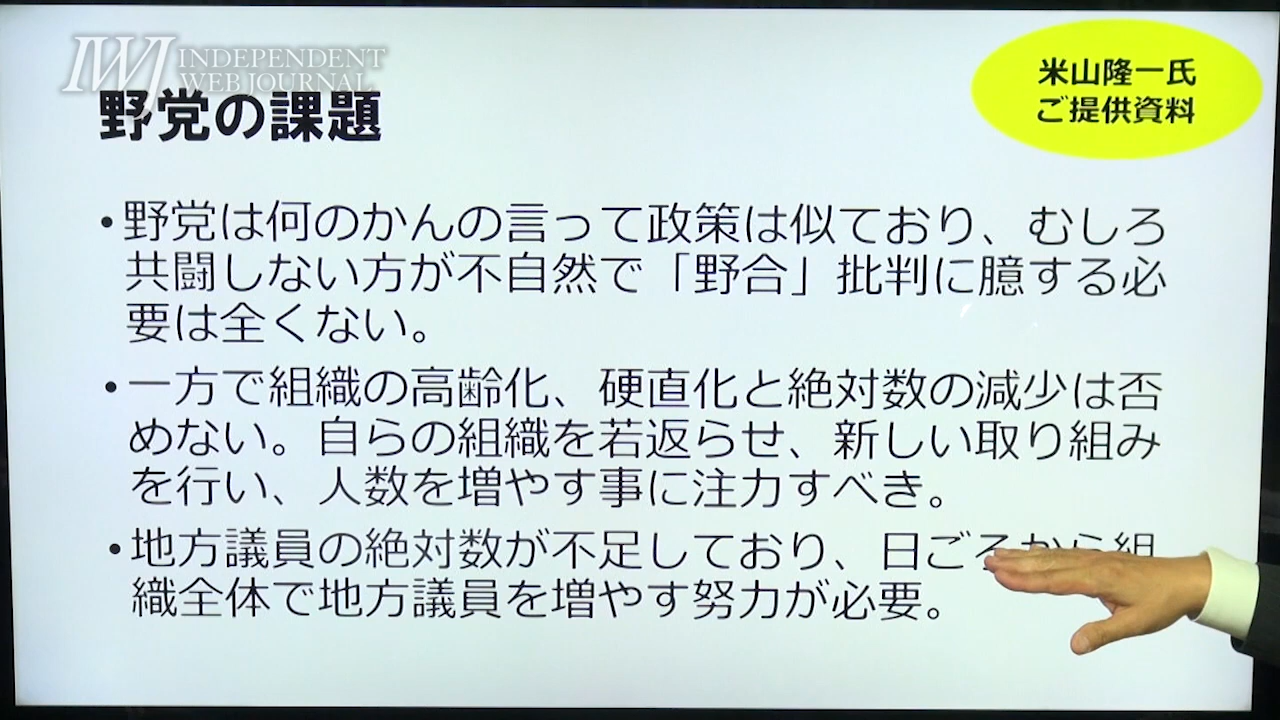 IWJ INDEPENDENT
WEB JOURNAL
米山隆一氏
ご提供資料
野党の課題
•野党は何のかんの言って政策は似ており、むしろ
共闘しない方が不自然で「野合」批判に臆する必
要は全くない。
•一方で組織の高齢化、硬直化と絶対数の減少は否
めない。自らの組織を若返らせ、新しい取り組み
を行い、人数を増やす事に注力すべき。
•地方議員の絶対数が不足しており、日ごろから組
織全体で地方議員を増やす努力が必要。